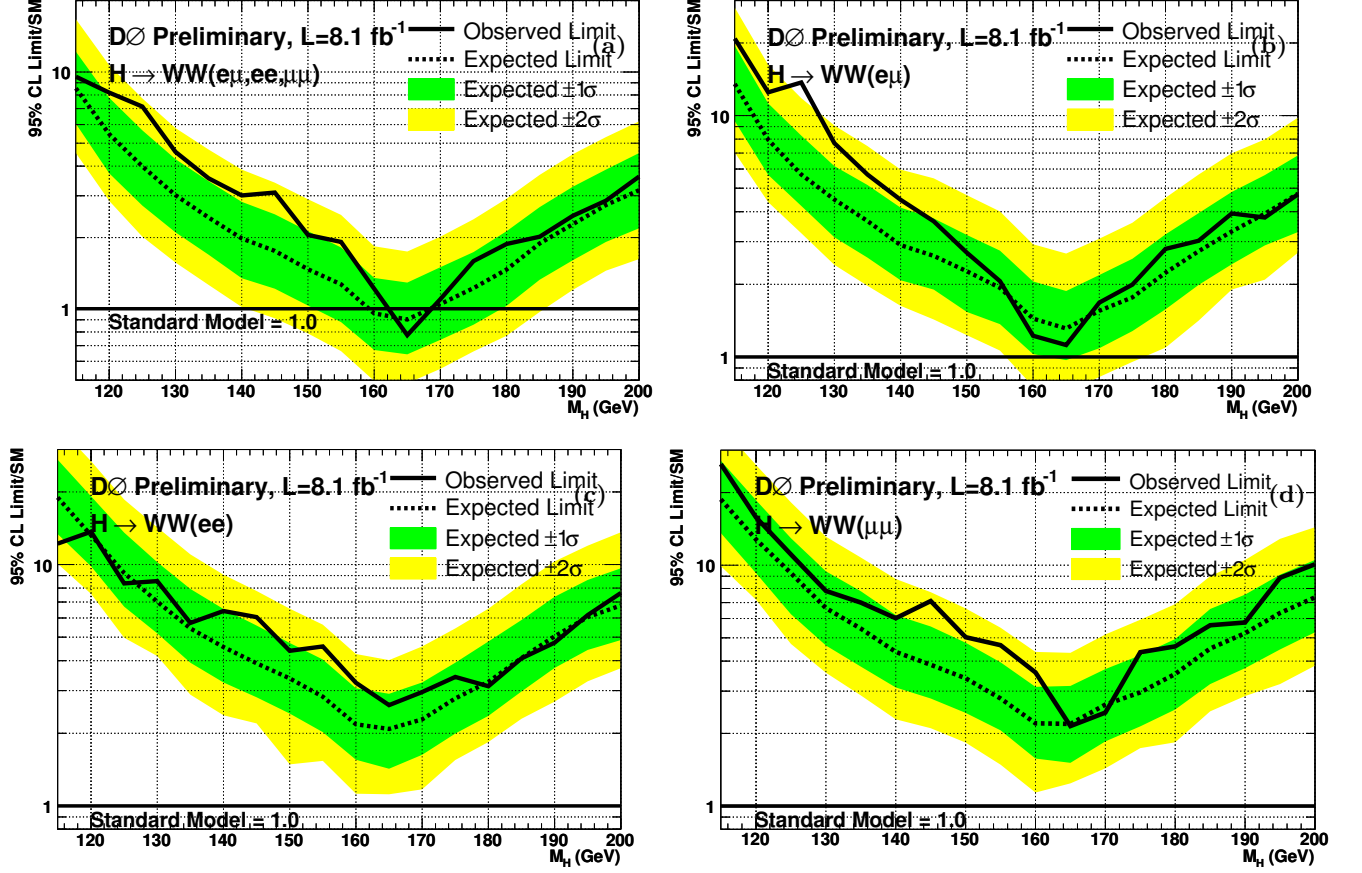 95% CL Limit/SM
DØ Preliminary, L=8.1 fb-1
H → WW(eμ,ee,μμ)
Observed Limit
(a)
Expected Limit
Expected ±1σ
Expected ±2σ
10
1
Standard Model = 1.0
120 130 140 150 160 170 180 190 200
MH (GeV)
95% CL Limit/SM
DØ Preliminary, L=8.1 fb-1
H → WW(eμ)
Observed Limit
(b)
Expected Limit
Expected ±1σ
Expected ±2σ
10
1
Standard Model = 1.0
120 130 140 150 160 170 180 190 200
MH (GeV)
95% CL Limit/SM
DØ Preliminary, L=8.1 fb-1
H → WW(ee)
Observed Limit
(c)
Expected Limit
Expected ±1σ
Expected ±2σ
10
1
Standard Model = 1.0
120 130 140 150 160 170 180 190 200
MH (GeV)
95% CL Limit/SM
DØ Preliminary, L=8.1 fb-1
H → WW(μμ)
Observed Limit
(d)
Expected Limit
Expected ±1σ
Expected ±2σ
10
1
Standard Model = 1.0
120 130 140 150 160 170 180 190 200
MH (GeV)